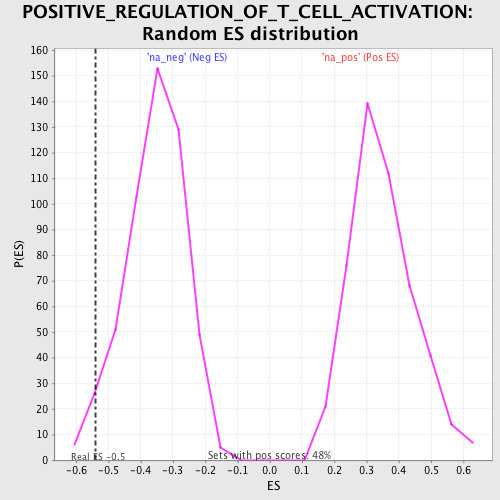 POSITIVE_REGULATION_OF_T_CELL_ACTIVATION:
Random ES distribution
'na_neg' (Neg ES)
'na_pos' (Pos ES)
160
150
140
130
120
110
100
90
80
70
60
50
40
30
20
10
0
P(ES)
Real ES -0.5
Sets with pos scores: 48%
-0.6 -0.5 -0.4 -0.3 -0.2 -0.1 0.0 0.1 0.2 0.3 0.4 0.5 0.6
ES